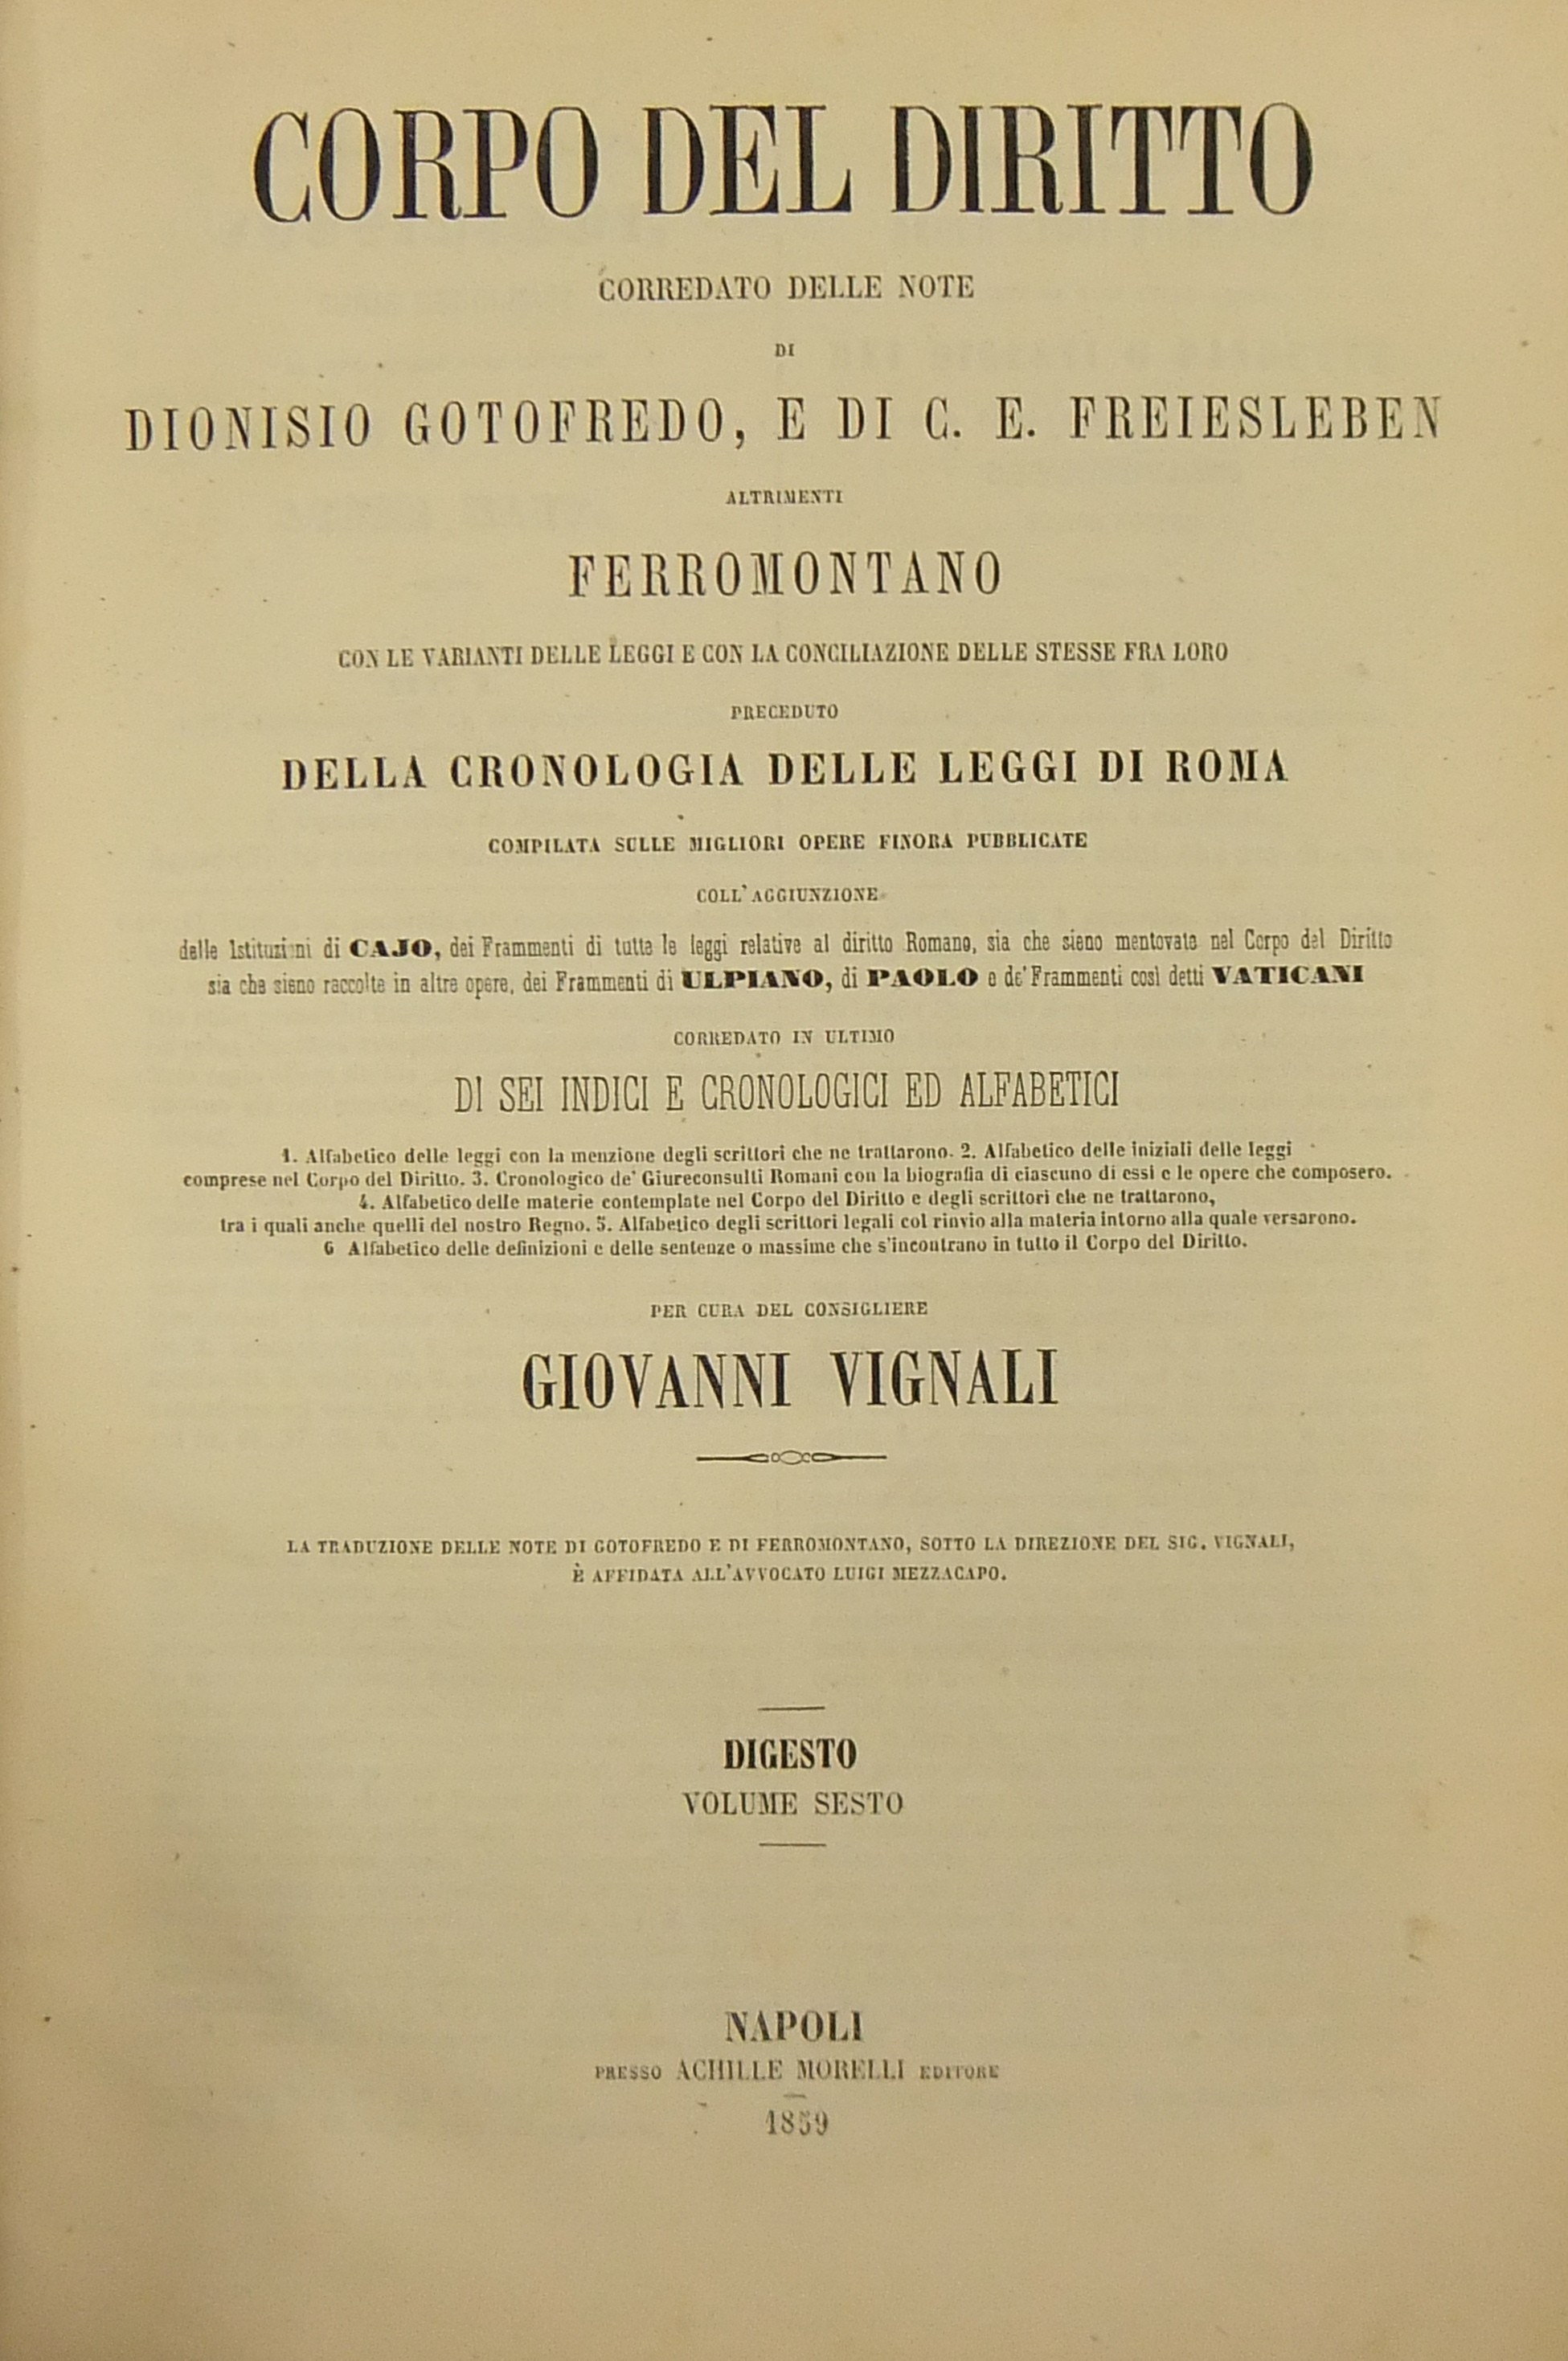 CORPO DEL DIRITTO
CORREDATO DELLE NOTE
DI
DIONISIO GOTOFREDO, E DI C. E. FREIESLEBEN
ALTRIMENTI
FERROMONTANO
CON LE VARIANTI DELLE LEGGI E CON LA CONCILIAZIONE DELLE STESSE FRA LORO
PRECEDUTO
DELLA CRONOLOGIA DELLE LEGGI DI ROMA
COMPILATA SULLE MIGLIORI OPERE FINORA PUBBLICATE
COLL'AGGIUNZIONE
delle Istituzioni di CAJO, dei Frammenti di tutte le leggi relative al diritto Romano, sia che sieno mentovate nel Corpo del Diritto
sia che sieno raccolte in altre opere, dei Frammenti di ULPIANO, di PAOLO e de' Frammenti così detti VATICANI
CORREDATO IN ULTIMO
DI SEI INDICI E CRONOLOGICI ED ALFABETICI
1. Alfabetico delle leggi con la menzione degli scrittori che ne trattarono. 2. Alfabetico delle iniziali delle leggi
comprese nel Corpo del Diritto. 3. Cronologico de' Giureconsulti Romani con la biografia di ciascuno di essi e le opere che composero.
4. Alfabetico delle materie contemplate nel Corpo del Diritto e degli scrittori che ne trattarono,
tra i quali anche quelli del nostro Regno. 5. Alfabetico degli scrittori legali col rinvio alla materia intorno alla quale versarono.
6 Alfabetico delle definizioni e delle sentenze o massime che s'incontrano in tutto il Corpo del Diritto.
PER CURA DEL CONSIGLIERE
GIOVANNI VIGNALI
LA TRADUZIONE DELLE NOTE DI GOTOFREDO E DI FERROMONTANO, SOTTO LA DIREZIONE DEL SIG. VIGNALI,
È AFFIDATA ALL'AVVOCATO LUIGI MEZZACAPO.
DIGESTO
VOLUME SESTO
NAPOLI
PRESSO ACHILLE MORELLI EDITORE
1859